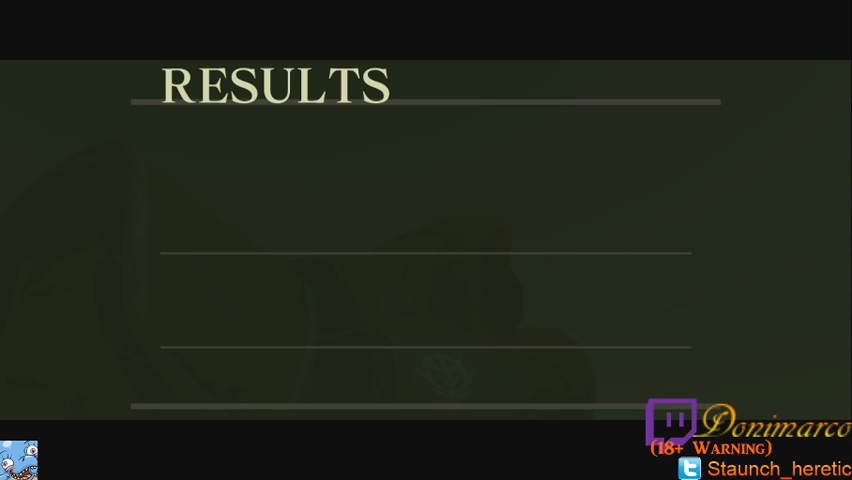 RESULTS
Donimarco
(18+ WARNING)
Staunch_heretic